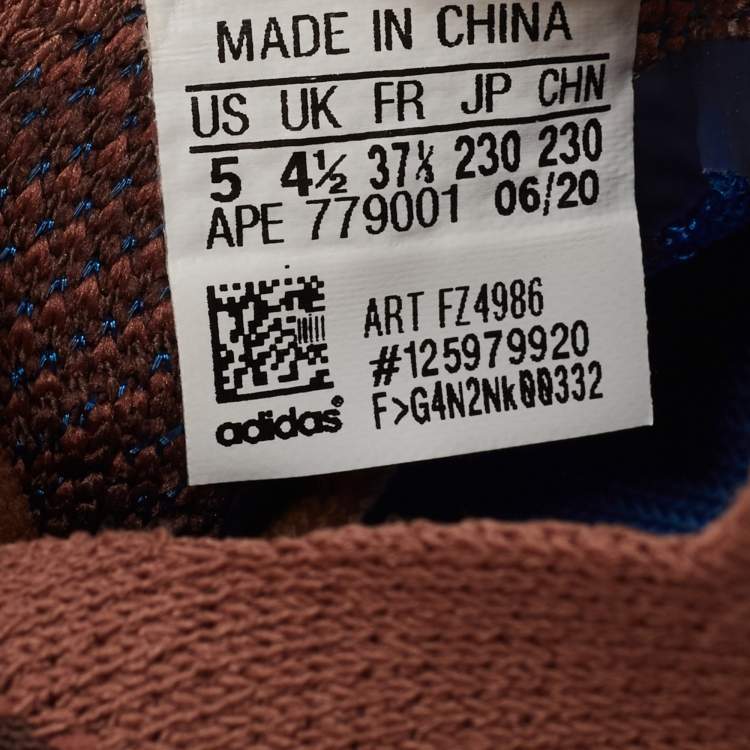 MADE IN CHINA
US UK FR JP CHN
5 4½ 37⅓ 230 230
APE 779001 06/20
ART FZ4986
#125979920
adidas®